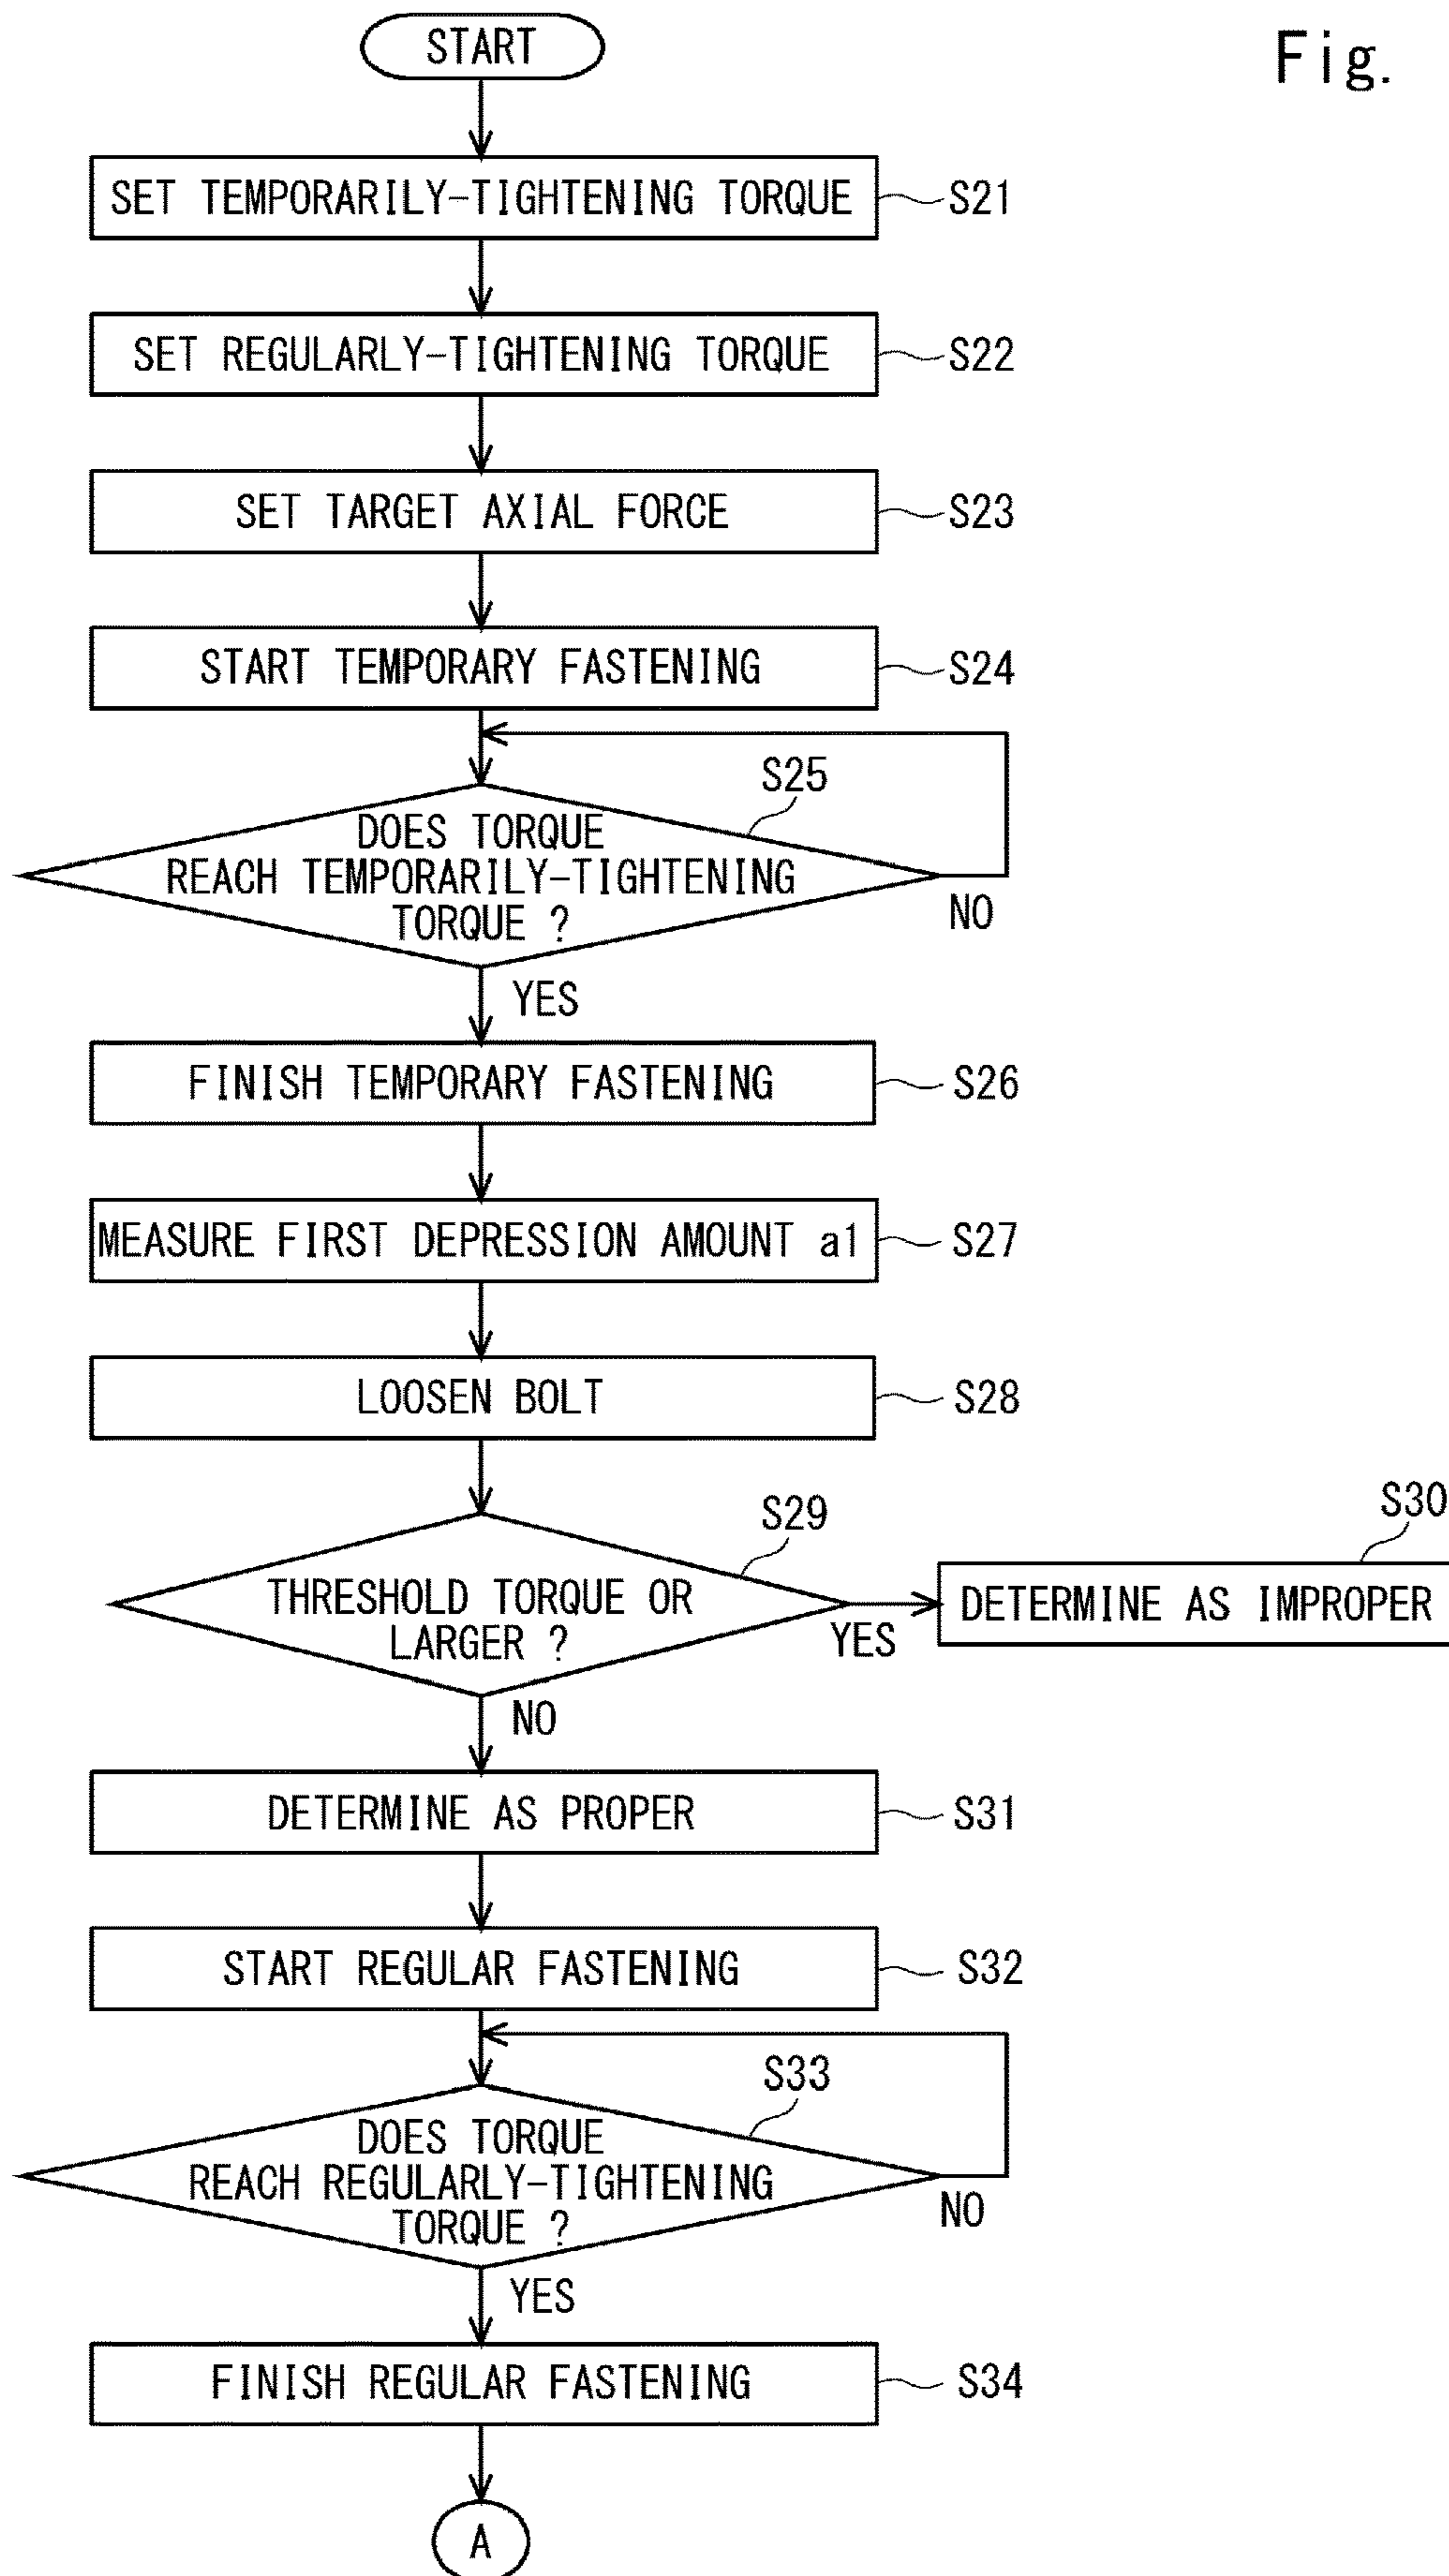 START
Fig.
SET TEMPORARILY-TIGHTENING TORQUE
S21
SET REGULARLY-TIGHTENING TORQUE
S22
SET TARGET AXIAL FORCE
S23
START TEMPORARY FASTENING
S24
S25
DOES TORQUE
REACH TEMPORARILY-TIGHTENING
TORQUE ?
NO
YES
FINISH TEMPORARY FASTENING
S26
MEASURE FIRST DEPRESSION AMOUNT a1
S27
LOOSEN BOLT
S28
S29
THRESHOLD TORQUE OR
LARGER ?
YES
S30
DETERMINE AS IMPROPER
NO
DETERMINE AS PROPER
S31
START REGULAR FASTENING
S32
S33
DOES TORQUE
REACH REGULARLY-TIGHTENING
TORQUE ?
NO
YES
FINISH REGULAR FASTENING
S34
A